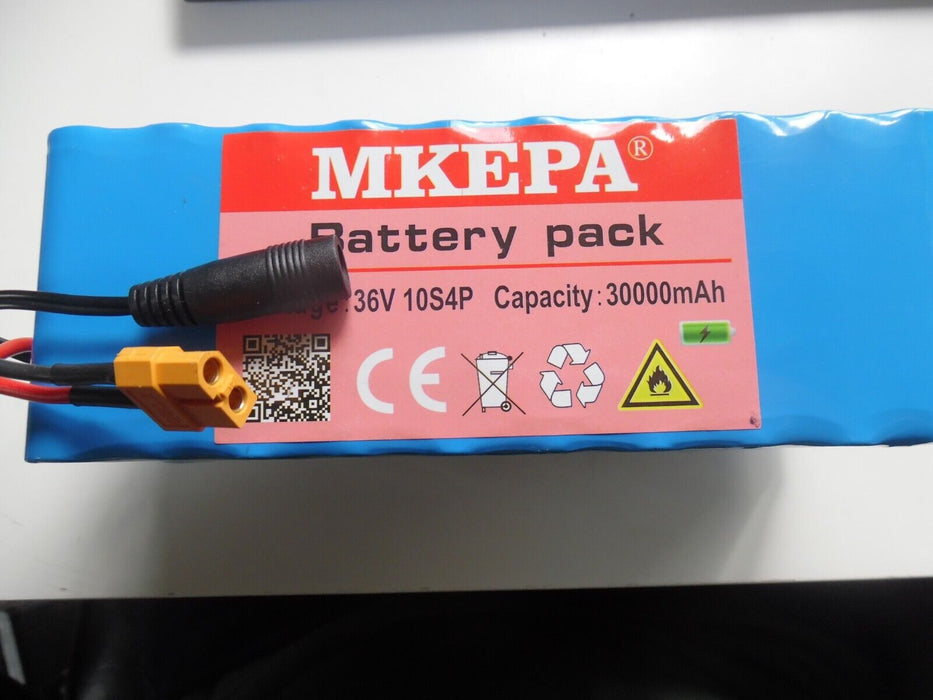 MKEPA®
Battery pack
36V 10S4P Capacity:30000mAh
CE